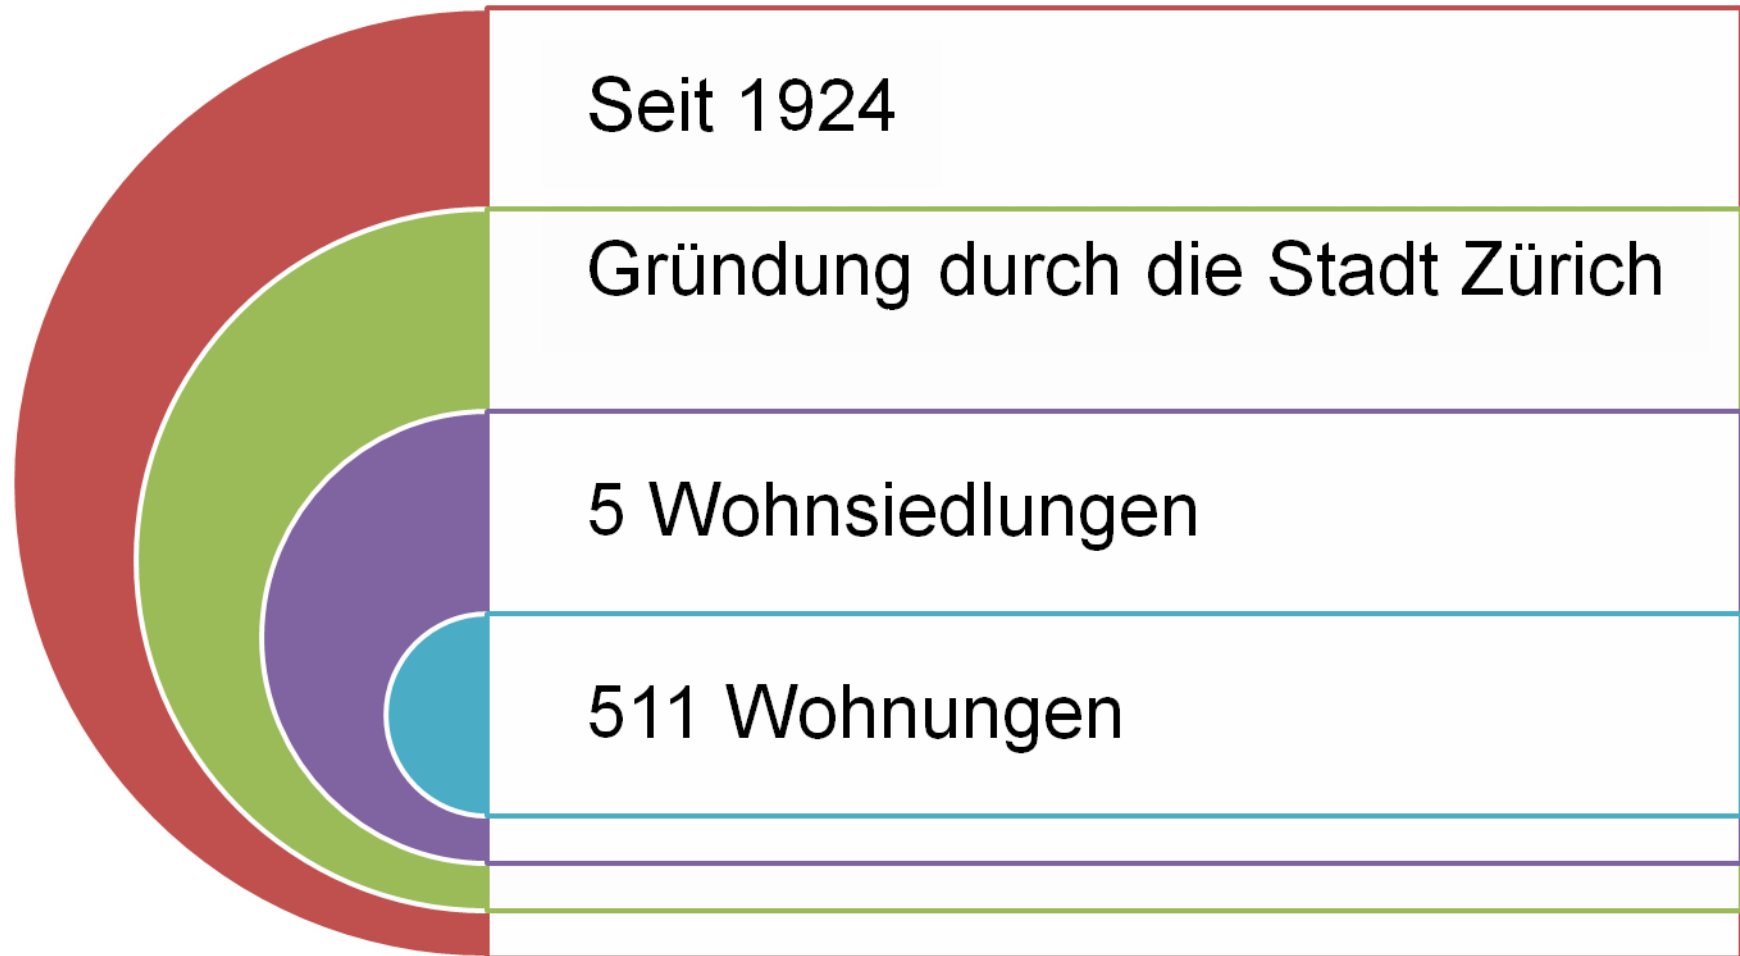 Seit 1924
Gründung durch die Stadt Zürich
5 Wohnsiedlungen
511 Wohnungen